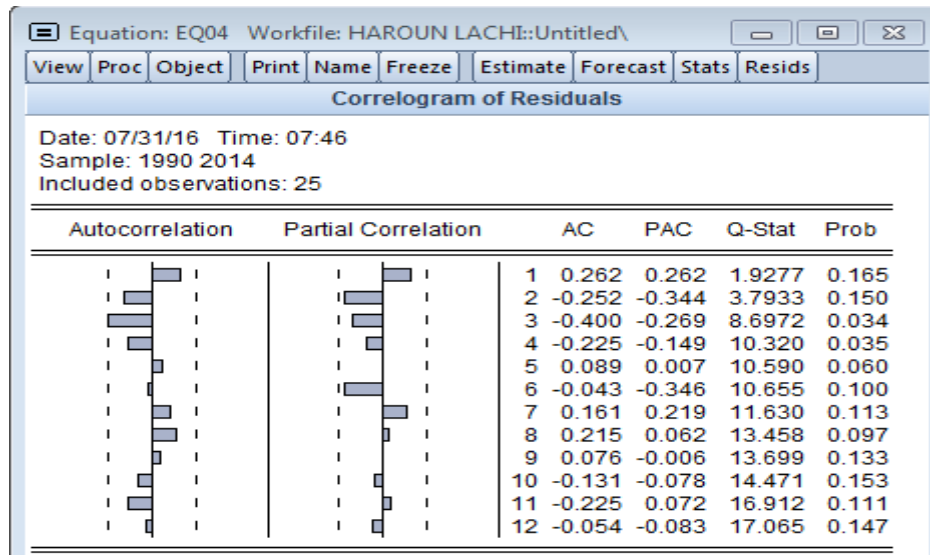 Equation: EQ04 Workfile: HAROUN LACHI::Untitled\
View Proc Object Print Name Freeze Estimate Forecast Stats Resids
Correlogram of Residuals
Date: 07/31/16 Time: 07:46
Sample: 1990 2014
Included observations: 25
Autocorrelation Partial Correlation AC PAC Q-Stat Prob
1 0.262 0.262 1.9277 0.165
2 -0.252 -0.344 3.7933 0.150
3 -0.400 -0.269 8.6972 0.034
4 -0.225 -0.149 10.320 0.035
5 0.089 0.007 10.590 0.060
6 -0.043 -0.346 10.655 0.100
7 0.161 0.219 11.630 0.113
8 0.215 0.062 13.458 0.097
9 0.076 -0.006 13.699 0.133
10 -0.131 -0.078 14.471 0.153
11 -0.225 0.072 16.912 0.111
12 -0.054 -0.083 17.065 0.147